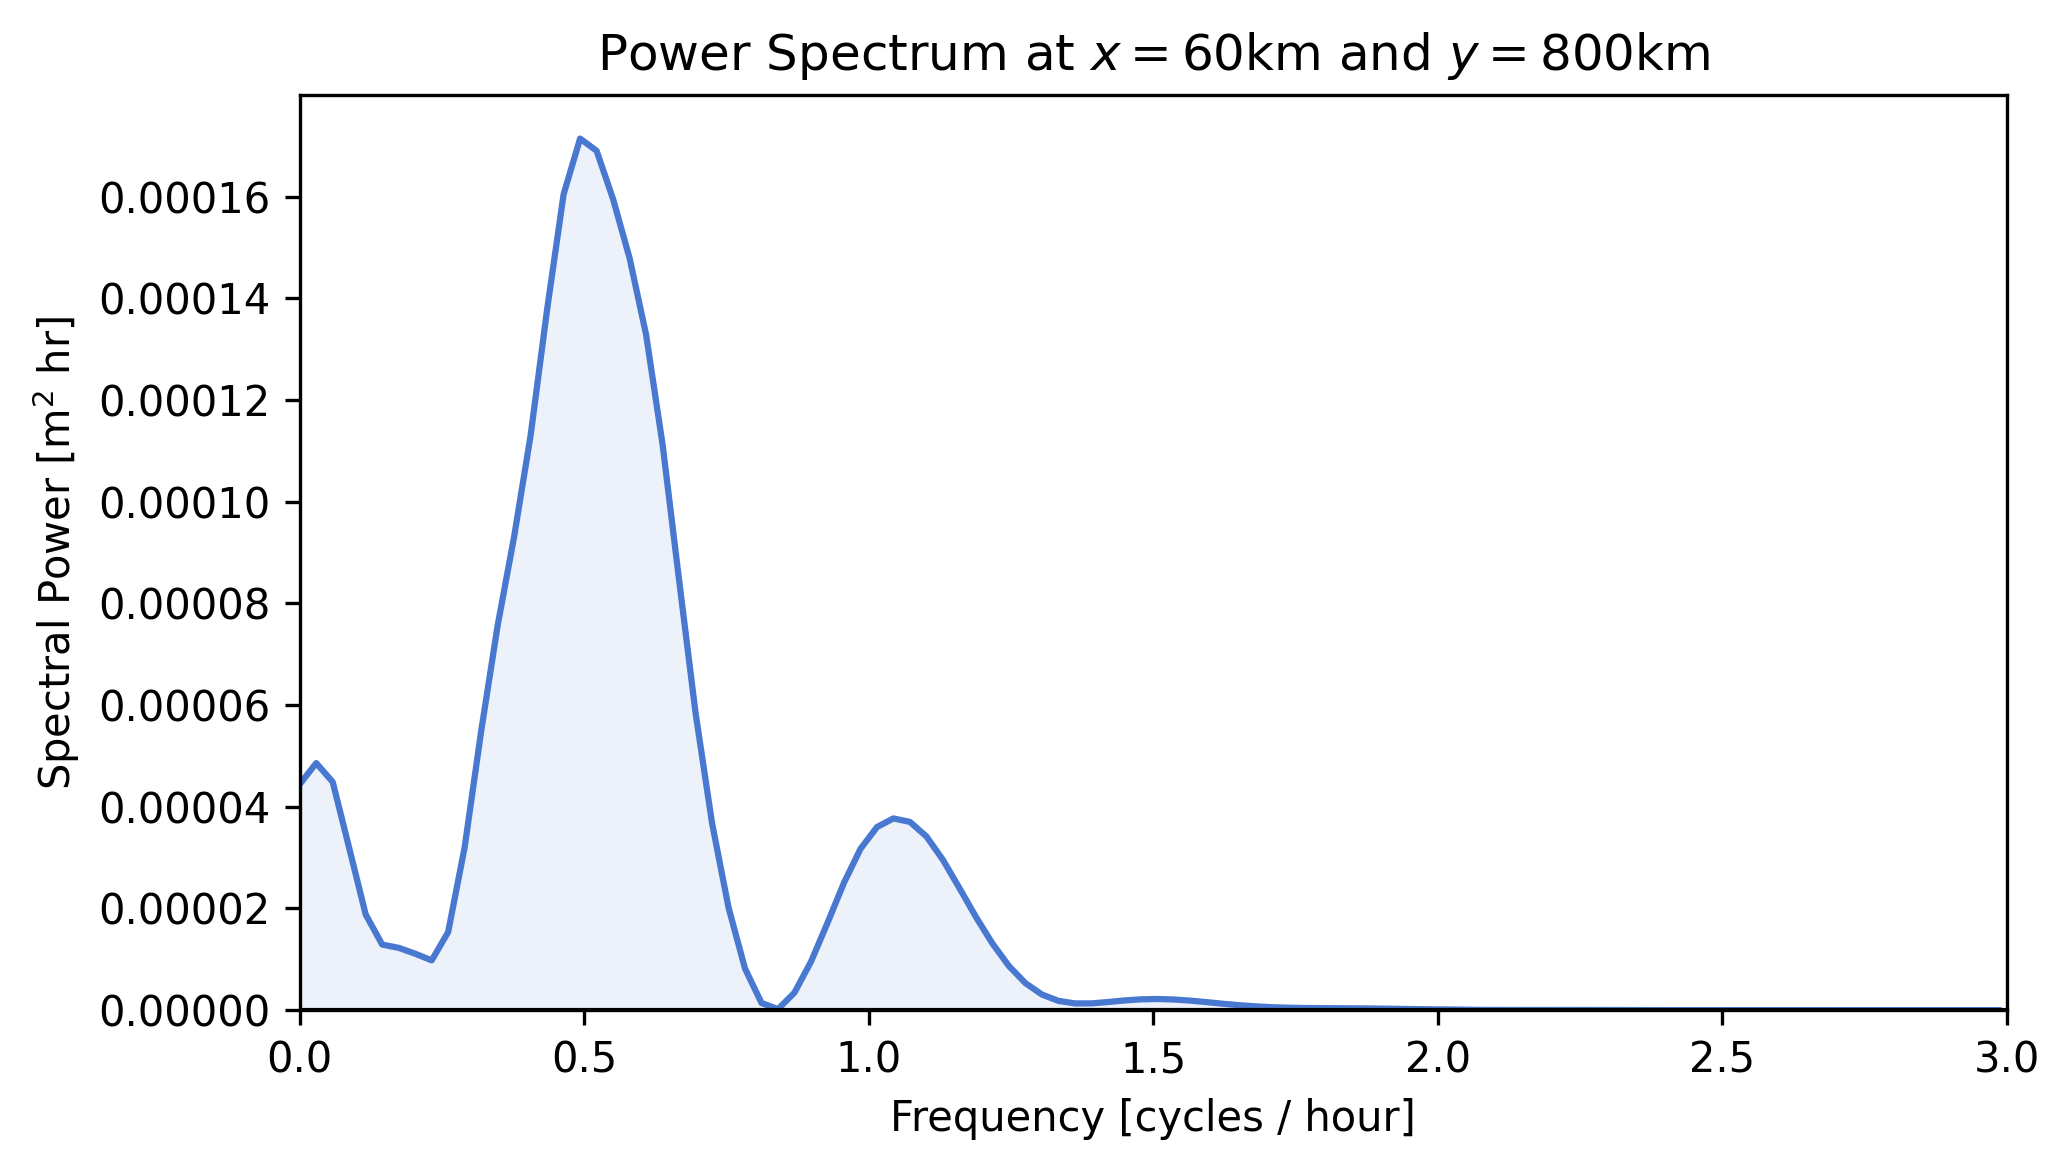 Power Spectrum at x = 60km and y = 800km
Spectral Power [m² hr]
0.00016
0.00014
0.00012
0.00010
0.00008
0.00006
0.00004
0.00002
0.00000
0.0 0.5 1.0 1.5 2.0 2.5 3.0
Frequency [cycles / hour]